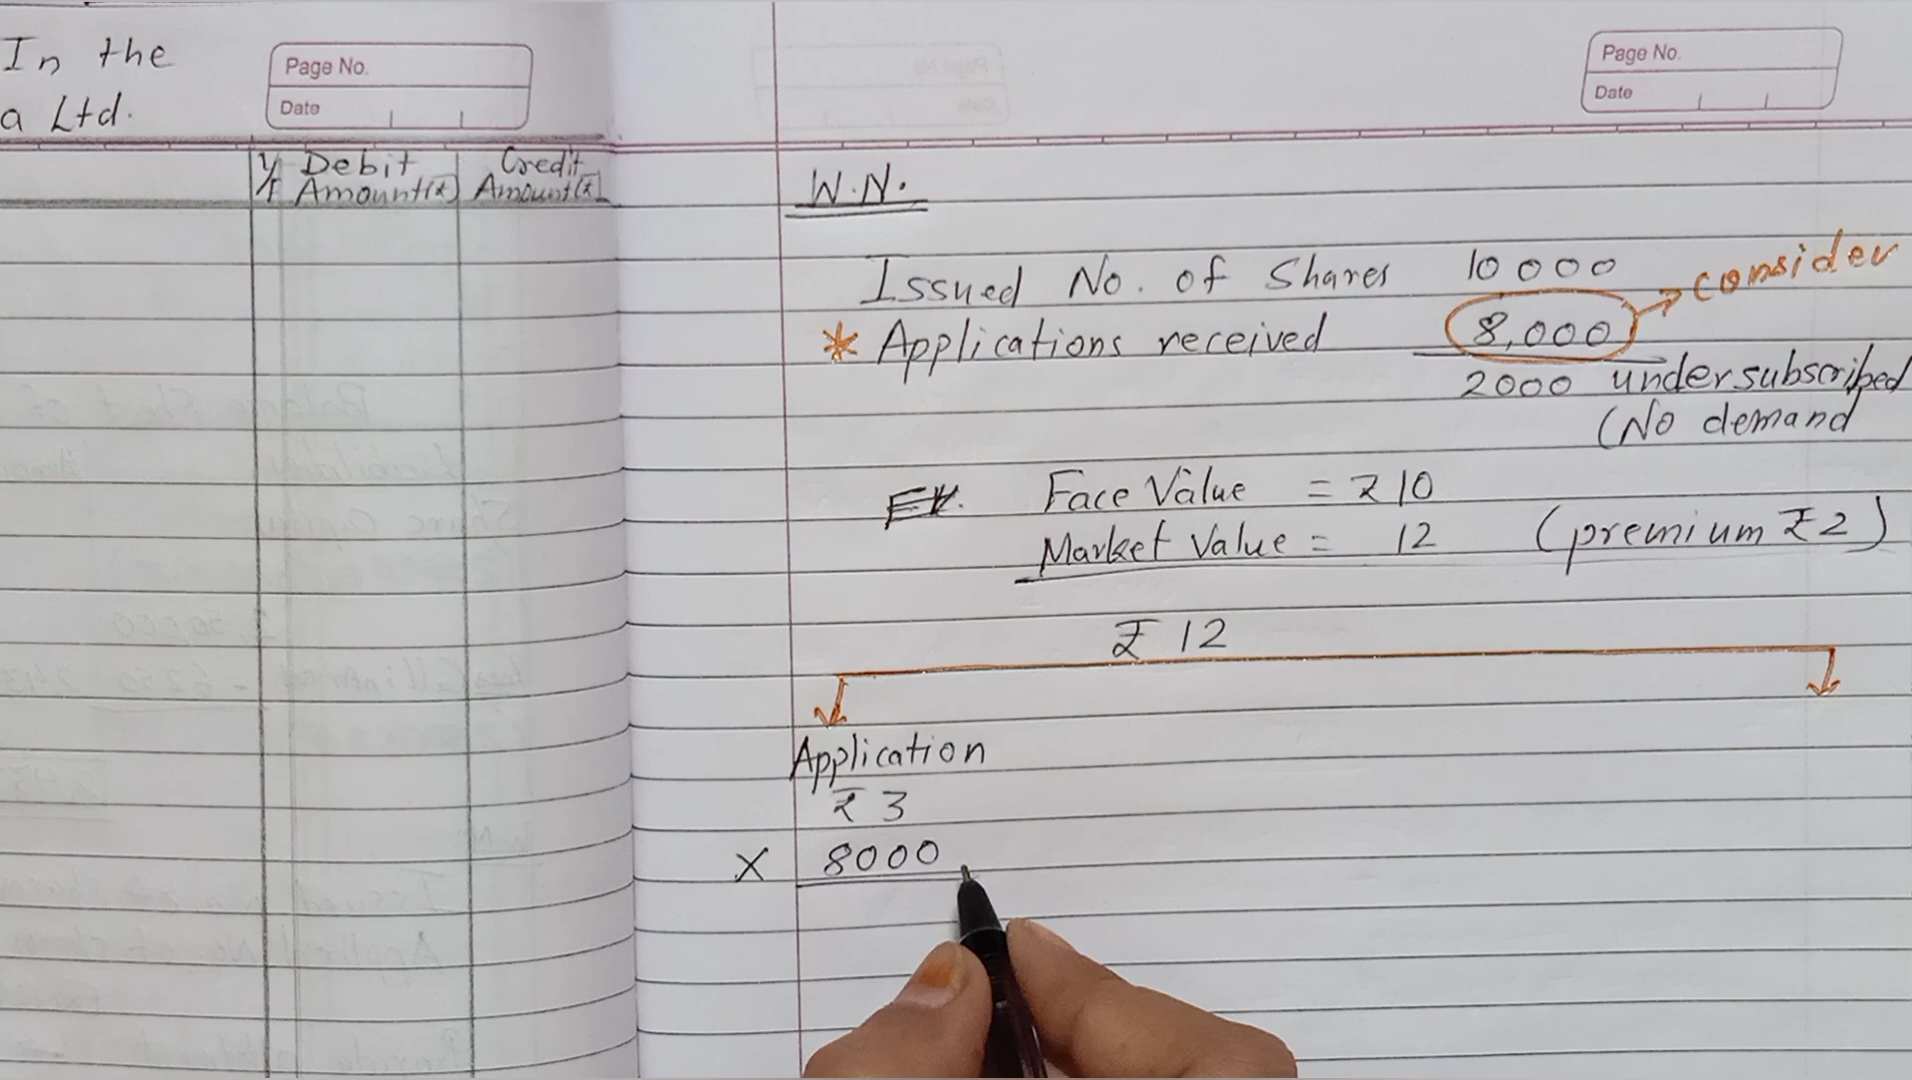 In the
a Ltd.
Page No.
Date
Debit Amount(₹)
Credit Amount(₹)
Page No.
Date
W.N.
Issued No. of Shares 10000
* Applications received 8,000 → consider
2000 undersubscribed
(No demand
Face Value = ₹ 10
Market Value = 12 (premium ₹ 2)
₹ 12
Application
₹ 3
X 8000